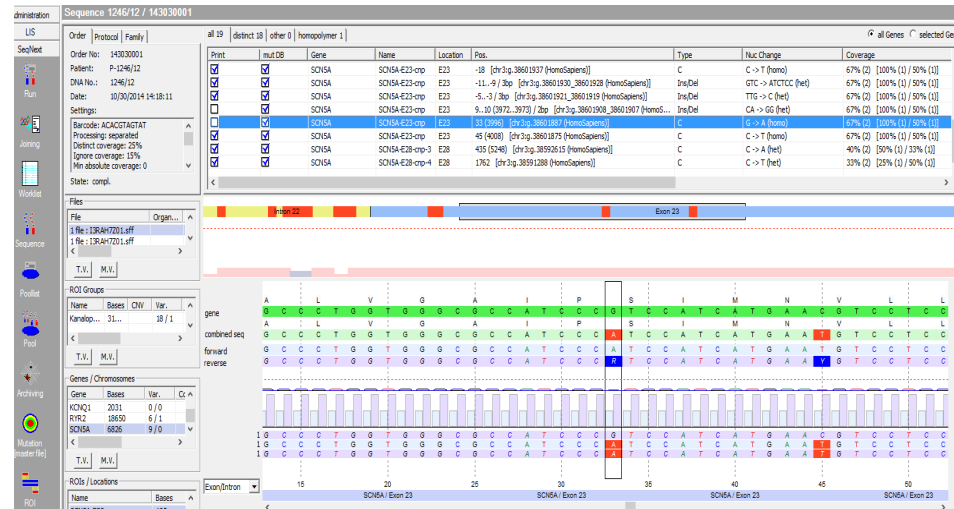 dministration
Sequence 1246/12 / 143030001
LIS
SeqNext
Run
Joining
Worklist
Sequence
Poollist
Pool
Archiving
Mutation
[master file]
ROI
Order Protocol Family
Order No: 143030001
Patient: P-1246/12
DNA No.: 1246/12
Date: 10/30/2014 14:18:11
Settings:
Barcode: ACACGTAGTAT
Processing: separated
Distinct coverage: 25%
Ignore coverage: 15%
Min absolute coverage: 0
State: compl.
all 19 distinct 18 other 0 homopolymer 1
all Genes selected Ger
Print mut DB Gene Name Location Pos. Type Nuc Change Coverage
SCN5A SCN5A-E23-cnp E23 -18 [chr3:g.38601937 (HomoSapiens)] C C -> T (homo) 67% (2) [100% (1) / 50% (1)]
SCN5A SCN5A-E23-cnp E23 -11..-9 / 3bp [chr3:g.38601930_38601928 (HomoSapiens)] Ins/Del GTC -> ATCTCC (het) 67% (2) [100% (1) / 50% (1)]
SCN5A SCN5A-E23-cnp E23 -5..-3 / 3bp [chr3:g.38601921_38601919 (HomoSapiens)] Ins/Del TTG -> C (het) 67% (2) [100% (1) / 50% (1)]
SCN5A SCN5A-E23-cnp E23 9..10 (3972..3973) / 2bp [chr3:g.38601908_38601907 (HomoS... Ins/Del CA -> GG (het) 67% (2) [100% (1) / 50% (1)]
SCN5A SCN5A-E23-cnp E23 33 (3996) [chr3:g.38601887 (HomoSapiens)] C G -> A (homo) 67% (2) [100% (1) / 50% (1)]
SCN5A SCN5A-E23-cnp E23 45 (4008) [chr3:g.38601875 (HomoSapiens)] C C -> T (homo) 67% (2) [100% (1) / 50% (1)]
SCN5A SCN5A-E28-cnp-3 E28 435 (5248) [chr3:g.38592615 (HomoSapiens)] C C -> A (het) 40% (2) [50% (1) / 33% (1)]
SCN5A SCN5A-E28-cnp-4 E28 1762 [chr3:g.38591288 (HomoSapiens)] C C -> T (het) 33% (2) [25% (1) / 50% (1)]
Files
File Organ...
1 file : I3RAH7Z01.sff
1 file : I3RAH7Z01.sff
T.V. M.V.
ROI Groups
Name Bases CNV Var.
Kanalop... 31... 18 / 1
T.V. M.V.
Genes / Chromosomes
Gene Bases Var. Cc
KCNQ1 2031 0 / 0
RYR2 18650 6 / 1
SCN5A 6826 9 / 0
T.V. M.V.
ROIs / Locations
Name Bases
Intron 22 Exon 23
A L V G A I P S I M N V L L
gene G C C C T G G T G G G C G C C A T C C C G T C C A T C A T G A A C G T C C T C C
A L V G A I P S I M N V L L
combined seq G C C C T G G T G G G C G C C A T C C C A T C C A T C A T G A A T G T C C T C C
forward G C C C T G G T G G G C G C C A T C C C A T C C A T C A T G A A T G T C C T C C
reverse G C C C T G G T G G G C G C C A T C C C R T C C A T C A T G A A Y G T C C T C C
1 G C C C T G G T G G G C G C C A T C C C G T C C A T C A T G A A C G T C C T C C
1 G C C C T G G T G G G C G C C A T C C C A T C C A T C A T G A A T G T C C T C C
1 G C C C T G G T G G G C G C C A T C C C A T C C A T C A T G A A T G T C C T C C
Exon/Intron 15 20 25 30 35 40 45 50
SCN5A / Exon 23 SCN5A / Exon 23 SCN5A / Exon 23 SCN5A / Exon 23